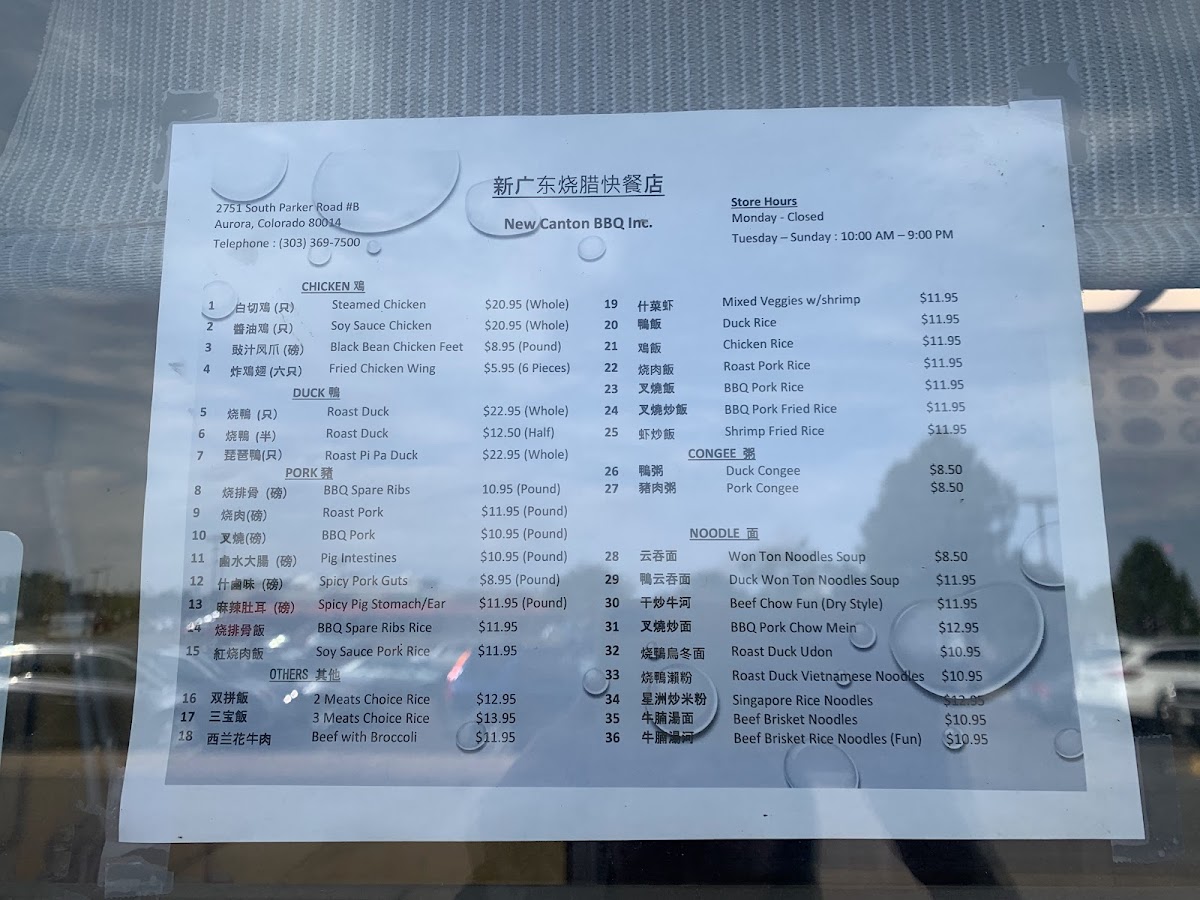 新广东烧腊快餐店
New Canton BBQ Inc.
2751 South Parker Road #B
Aurora, Colorado 80014
Telephone : (303) 369-7500
Store Hours
Monday - Closed
Tuesday – Sunday : 10:00 AM – 9:00 PM
CHICKEN 鸡
1 白切鸡 (只) Steamed Chicken $20.95 (Whole)
2 醬油鸡 (只) Soy Sauce Chicken $20.95 (Whole)
3 豉汁凤爪 (磅) Black Bean Chicken Feet $8.95 (Pound)
4 炸鸡翅 (六只) Fried Chicken Wing $5.95 (6 Pieces)
DUCK 鴨
5 烧鴨 (只) Roast Duck $22.95 (Whole)
6 烧鴨 (半) Roast Duck $12.50 (Half)
7 琵琶鴨(只) Roast Pi Pa Duck $22.95 (Whole)
PORK 豬
8 烧排骨 (磅) BBQ Spare Ribs 10.95 (Pound)
9 烧肉(磅) Roast Pork $11.95 (Pound)
10 叉燒(磅) BBQ Pork $10.95 (Pound)
11 鹵水大腸 (磅) Pig Intestines $10.95 (Pound)
12 什鹵味 (磅) Spicy Pork Guts $8.95 (Pound)
13 麻辣肚耳 (磅) Spicy Pig Stomach/Ear $11.95 (Pound)
14 烧排骨飯 BBQ Spare Ribs Rice $11.95
15 紅烧肉飯 Soy Sauce Pork Rice $11.95
OTHERS 其他
16 双拼飯 2 Meats Choice Rice $12.95
17 三宝飯 3 Meats Choice Rice $13.95
18 西兰花牛肉 Beef with Broccoli $11.95
19 什菜虾 Mixed Veggies w/shrimp $11.95
20 鴨飯 Duck Rice $11.95
21 鸡飯 Chicken Rice $11.95
22 烧肉飯 Roast Pork Rice $11.95
23 叉燒飯 BBQ Pork Rice $11.95
24 叉燒炒飯 BBQ Pork Fried Rice $11.95
25 虾炒飯 Shrimp Fried Rice $11.95
CONGEE 粥
26 鴨粥 Duck Congee $8.50
27 豬肉粥 Pork Congee $8.50
NOODLE 面
28 云吞面 Won Ton Noodles Soup $8.50
29 鴨云吞面 Duck Won Ton Noodles Soup $11.95
30 干炒牛河 Beef Chow Fun (Dry Style) $11.95
31 叉燒炒面 BBQ Pork Chow Mein $12.95
32 烧鴨烏冬面 Roast Duck Udon $10.95
33 烧鴨瀨粉 Roast Duck Vietnamese Noodles $10.95
34 星洲炒米粉 Singapore Rice Noodles $12.95
35 牛腩湯面 Beef Brisket Noodles $10.95
36 牛腩湯河 Beef Brisket Rice Noodles (Fun) $10.95